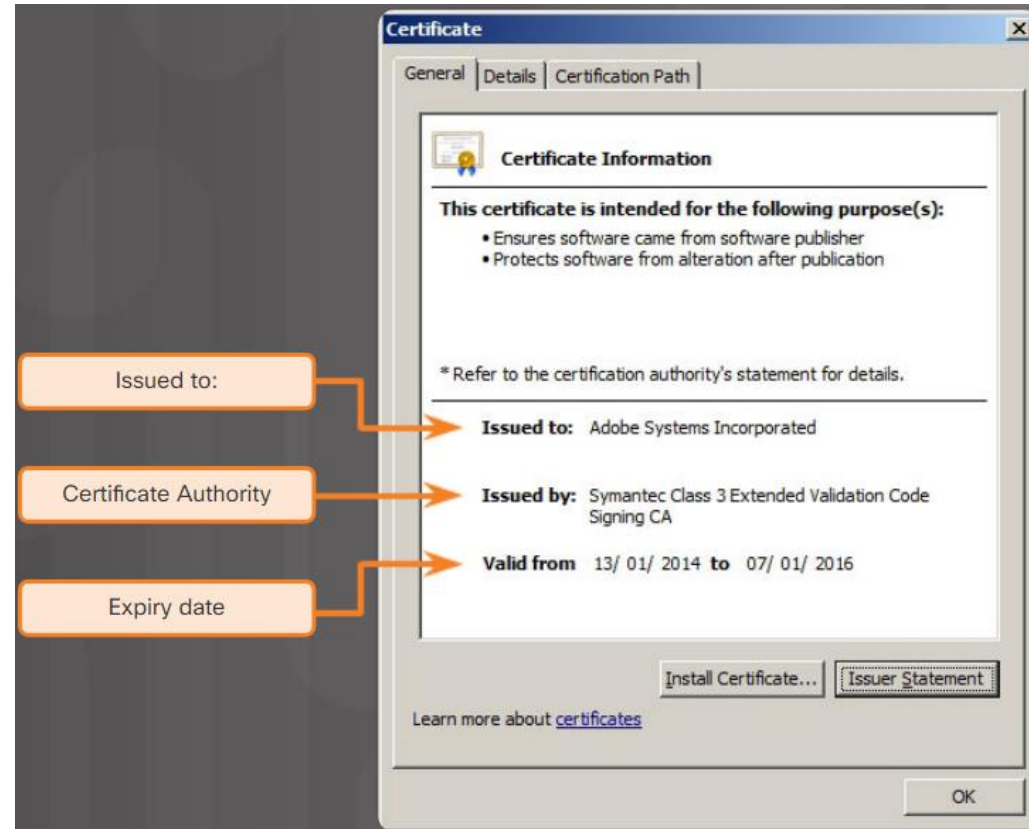 Certificate
General
Details
Certification Path
Certificate Information
This certificate is intended for the following purpose(s):
• Ensures software came from software publisher
• Protects software from alteration after publication
* Refer to the certification authority's statement for details.
Issued to:
Issued to: Adobe Systems Incorporated
Certificate Authority
Issued by: Symantec Class 3 Extended Validation Code
Signing CA
Valid from 13/ 01/ 2014 to 07/ 01/ 2016
Expiry date
Install Certificate...
Issuer Statement
Learn more about certificates
OK